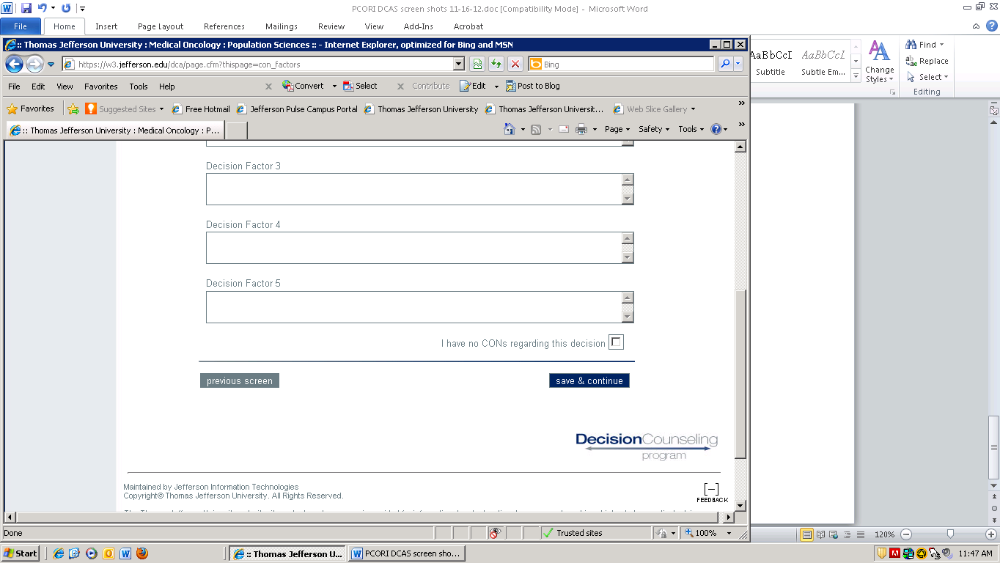 PCORI DCAS screen shots 11-16-12.doc [Compatibility Mode] - Microsoft Word
File Home Insert Page Layout References Mailings Review View Add-Ins Acrobat
:: Thomas Jefferson University : Medical Oncology : Population Sciences :: - Internet Explorer, optimized for Bing and MSN
https://w3.jefferson.edu/dca/page.cfm?thispage=con_factors
Bing
File Edit View Favorites Tools Help
x Convert Select x Contribute Edit Post to Blog
Favorites Suggested Sites Free Hotmail Jefferson Pulse Campus Portal Thomas Jefferson University Thomas Jefferson Universit... Web Slice Gallery
:: Thomas Jefferson University : Medical Oncology : P...
Page Safety Tools
AaBbCcI AaBbCcI
Subtitle Subtle Em...
Change
Styles
Find
Replace
Select
Editing
Decision Factor 3
Decision Factor 4
Decision Factor 5
I have no CONs regarding this decision
previous screen save & continue
DecisionCounseling
program
Maintained by Jefferson Information Technologies
Copyright© Thomas Jefferson University. All Rights Reserved.
[–]
FEEDBACK
Done Trusted sites 100%
120%
Start :: Thomas Jefferson U... PCORI DCAS screen sho... 11:47 AM